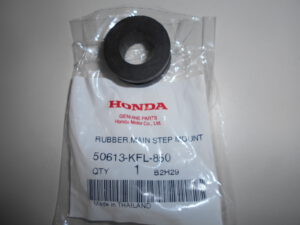 HONDA
GENUINE PARTS
Honda Motor Co., Ltd.
RUBBER MAIN STEP MOUNT
50613-KFL-850
QTY 1 B2H29
Made in THAILAND